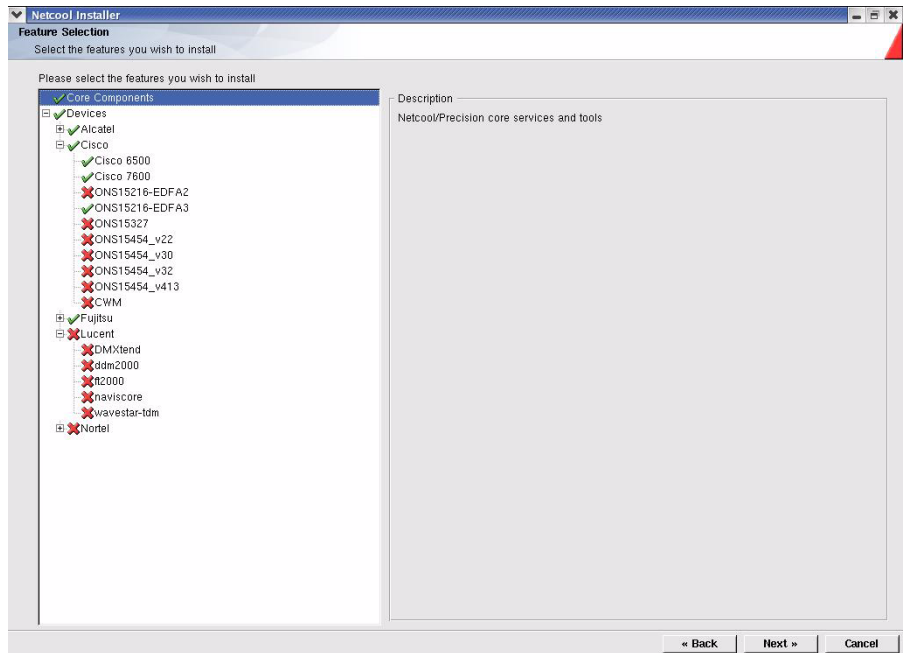 Netcool Installer
Feature Selection
Select the features you wish to install
Please select the features you wish to install
Core Components
Devices
Alcatel
Cisco
Cisco 6500
Cisco 7600
ONS15216-EDFA2
ONS15216-EDFA3
ONS15327
ONS15454_v22
ONS15454_v30
ONS15454_v32
ONS15454_v413
CWM
Fujitsu
Lucent
DMXtend
ddm2000
ft2000
naviscore
wavestar-tdm
Nortel
Description
Netcool/Precision core services and tools
« Back
Next »
Cancel